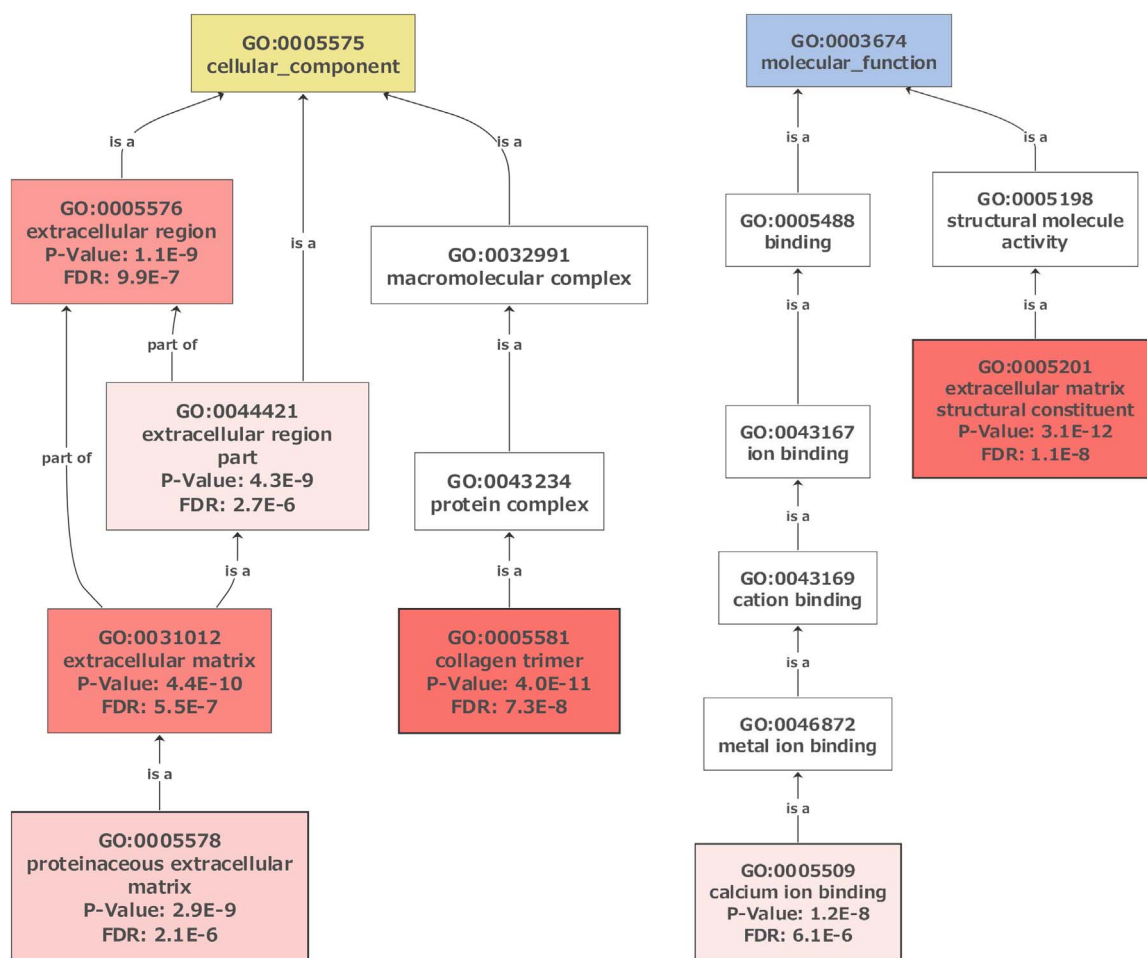 GO:0005575
cellular_component
is a
is a
is a
GO:0005576
extracellular region
P-Value: 1.1E-9
FDR: 9.9E-7
GO:0032991
macromolecular complex
part of
part of
is a
GO:0044421
extracellular region
part
P-Value: 4.3E-9
FDR: 2.7E-6
GO:0043234
protein complex
is a
is a
GO:0031012
extracellular matrix
P-Value: 4.4E-10
FDR: 5.5E-7
GO:0005581
collagen trimer
P-Value: 4.0E-11
FDR: 7.3E-8
is a
GO:0005578
proteinaceous extracellular
matrix
P-Value: 2.9E-9
FDR: 2.1E-6
GO:0003674
molecular_function
is a
is a
GO:0005488
binding
GO:0005198
structural molecule
activity
is a
is a
GO:0005201
extracellular matrix
structural constituent
P-Value: 3.1E-12
FDR: 1.1E-8
GO:0043167
ion binding
is a
GO:0043169
cation binding
is a
GO:0046872
metal ion binding
is a
GO:0005509
calcium ion binding
P-Value: 1.2E-8
FDR: 6.1E-6